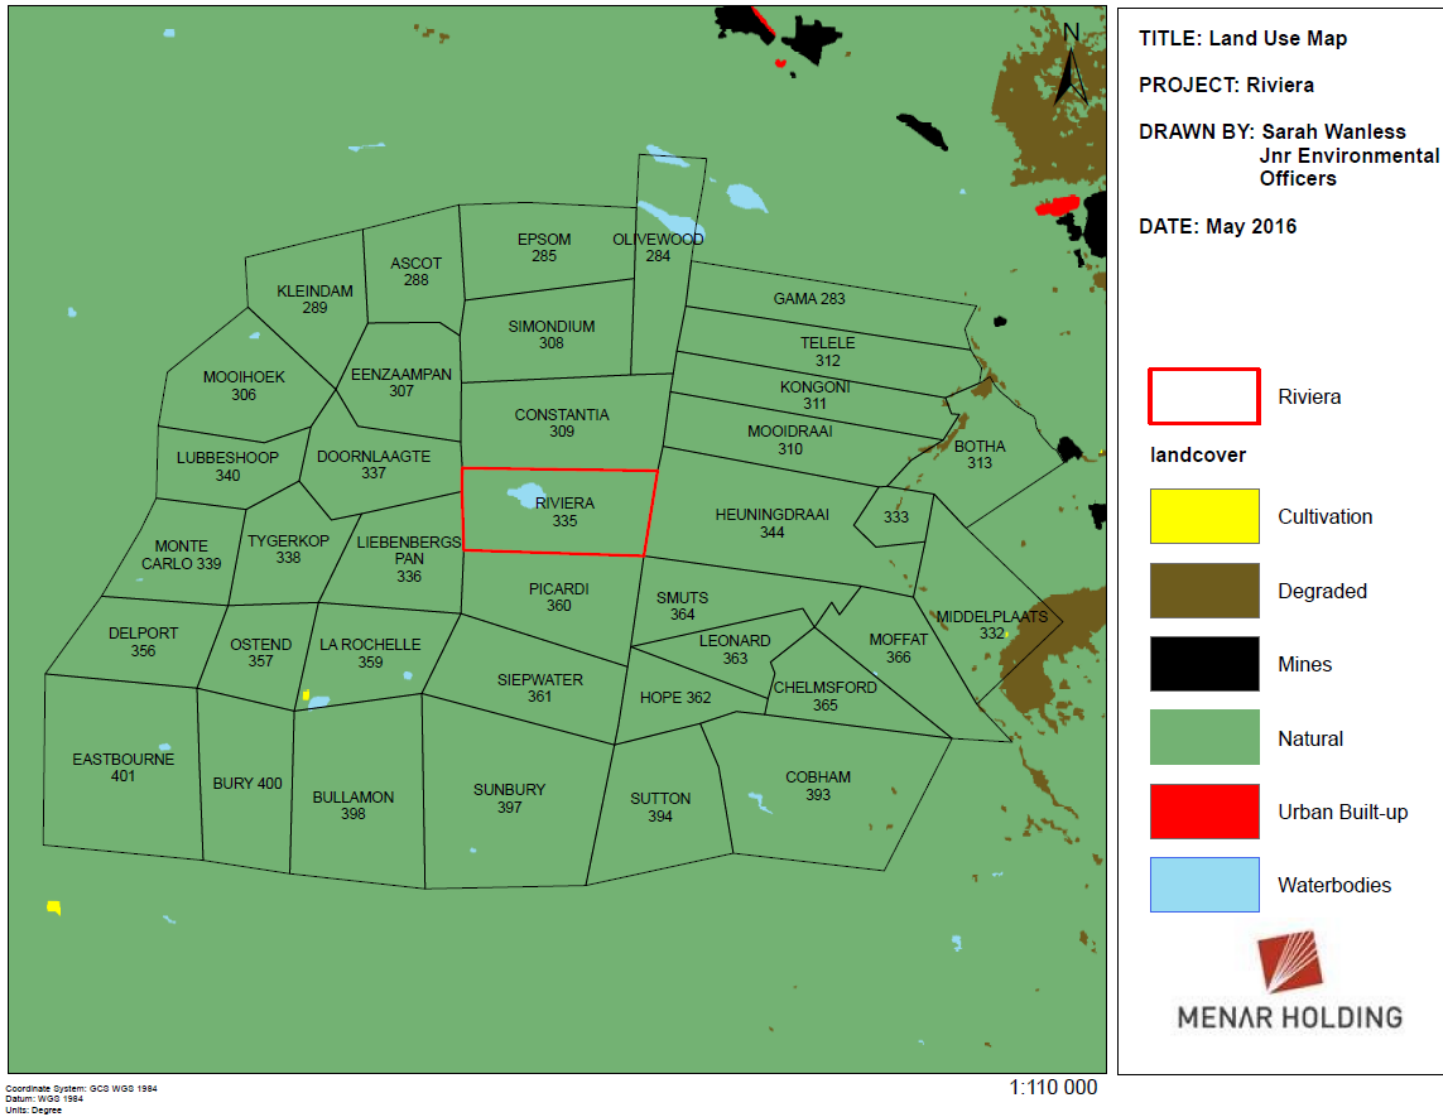 N
EPSOM
285
OLIVEWOOD
284
ASCOT
288
KLEINDAM
289
GAMA 283
SIMONDIUM
308
TELELE
312
EENZAAMPAN
307
MOOIHOEK
306
KONGONI
311
CONSTANTIA
309
MOOIDRAAI
310
BOTHA
313
LUBBESHOOP
340
DOORNLAAGTE
337
RIVIERA
335
HEUNINGDRAAI
344
333
MONTE
CARLO 339
TYGERKOP
338
LIEBENBERGS
PAN
336
PICARDI
360
SMUTS
364
MIDDELPLAATS
332
DELPORT
356
OSTEND
357
LA ROCHELLE
359
LEONARD
363
MOFFAT
366
SIEPWATER
361
HOPE 362
CHELMSFORD
365
EASTBOURNE
401
BURY 400
BULLAMON
398
SUNBURY
397
SUTTON
394
COBHAM
393
Coordinate System: GCS WGS 1984
Datum: WGS 1984
Units: Degree
1:110 000
TITLE: Land Use Map
PROJECT: Riviera
DRAWN BY: Sarah Wanless
Jnr Environmental
Officers
DATE: May 2016
Riviera
landcover
Cultivation
Degraded
Mines
Natural
Urban Built-up
Waterbodies
MENAR HOLDING